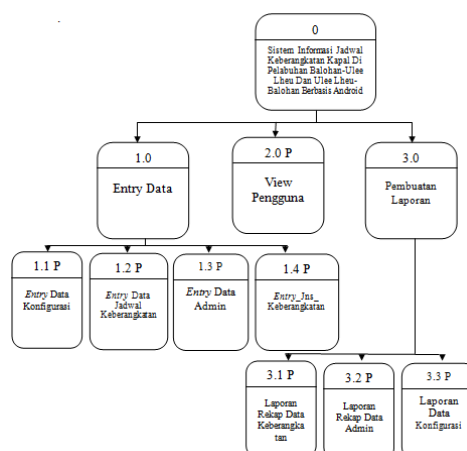 0
Sistem Informasi Jadwal
Keberangkatan Kapal Di
Pelabuhan Balohan-Ulee
Lheu Dan Ulee Lheu-
Balohan Berbasis Android
1.0
Entry Data
2.0 P
View
Pengguna
3.0
Pembuatan
Laporan
1.1 P
Entry Data
Konfigurasi
1.2 P
Entry Data
Jadwal
Keberangkatan
1.3 P
Entry Data
Admin
1.4 P
Entry_Jns_
Keberangkatan
3.1 P
Laporan
Rekap Data
Keberangka
tan
3.2 P
Laporan
Rekap Data
Admin
3.3 P
Laporan
Data
Konfigurasi